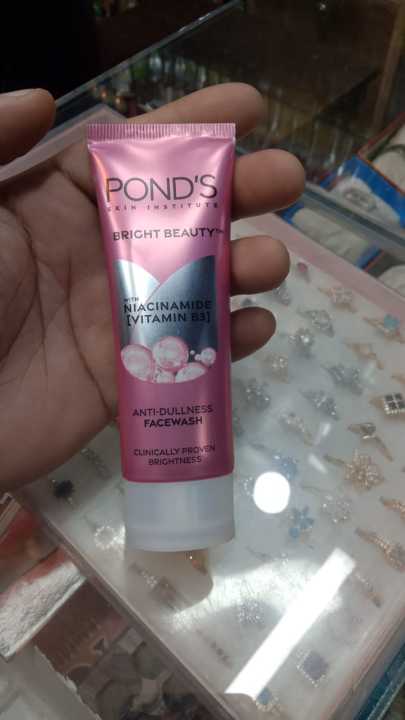 POND'S
SKIN INSTITUTE
BRIGHT BEAUTY™
WITH
NIACINAMIDE
[VITAMIN B3]
ANTI-DULLNESS
FACEWASH
CLINICALLY PROVEN
BRIGHTNESS